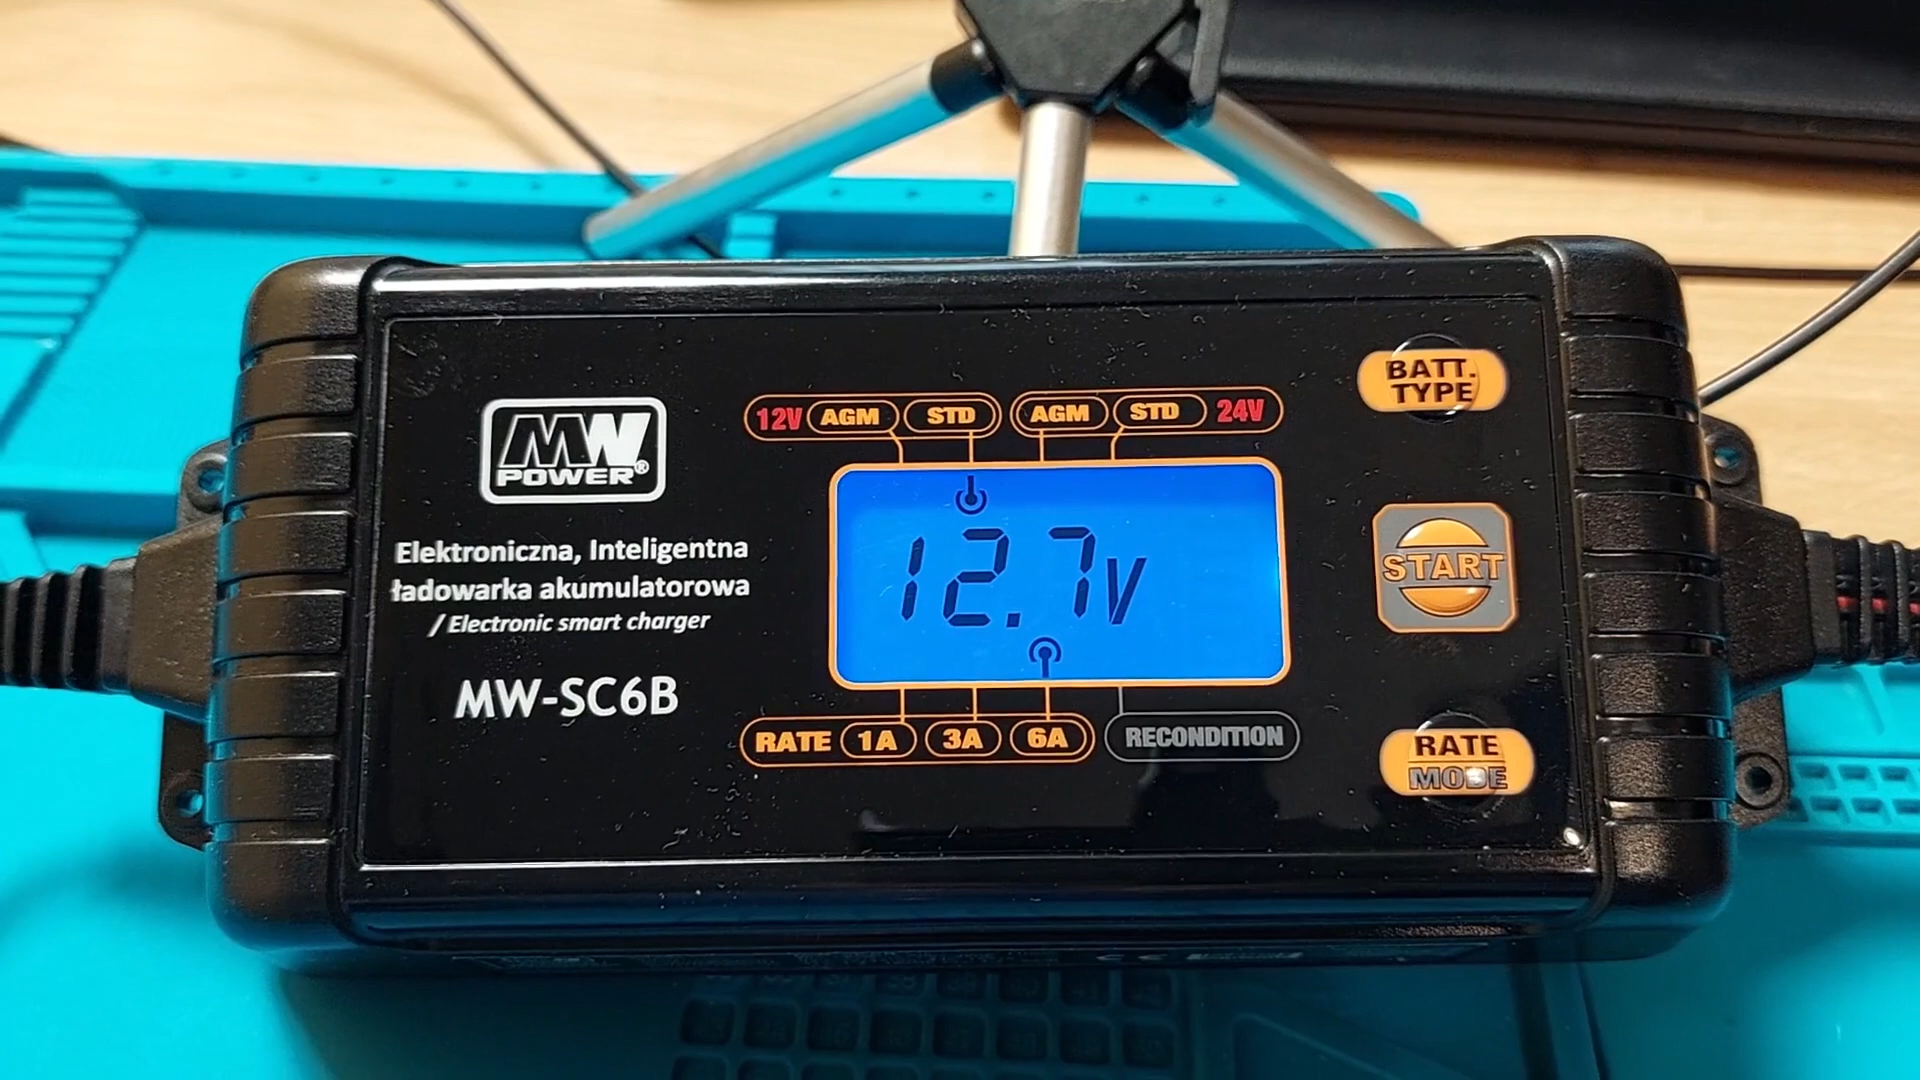 MW
POWER®
Elektroniczna, Inteligentna
ładowarka akumulatorowa
/ Electronic smart charger
MW-SC6B
12V AGM STD AGM STD 24V
12.7V
RATE 1A 3A 6A RECONDITION
BATT.
TYPE
START
RATE
MODE